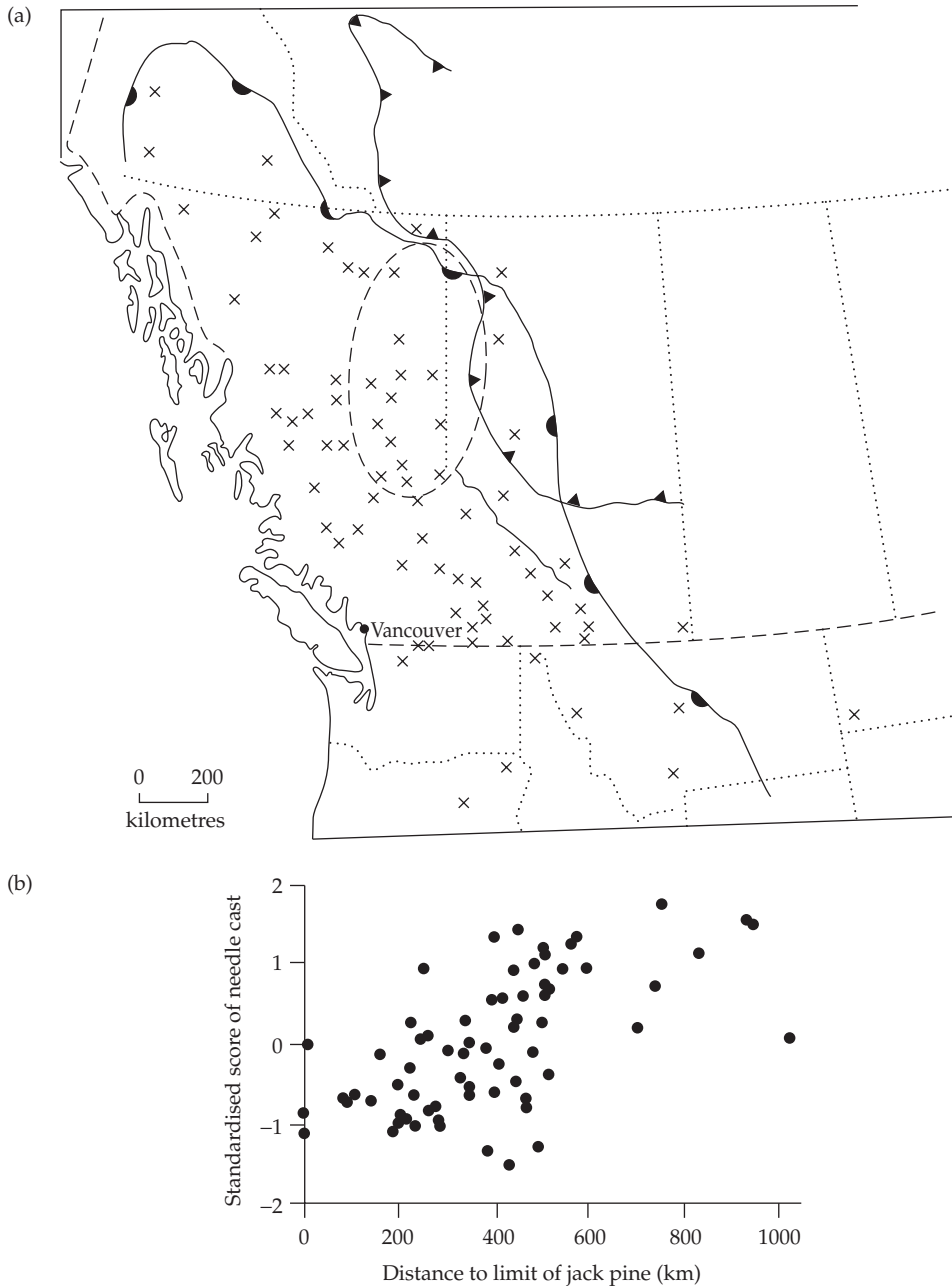 (a)
Vancouver
0 200
kilometres
(b)
Standardised score of needle cast
2
1
0
−1
−2
0 200 400 600 800 1000
Distance to limit of jack pine (km)